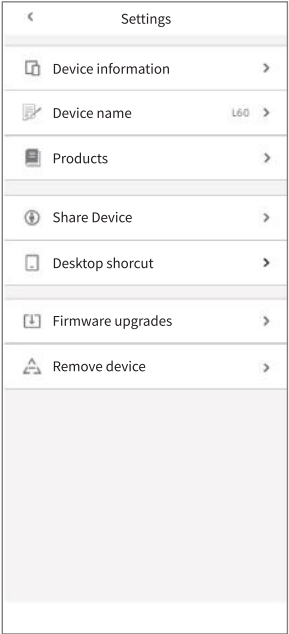 Settings
Device information
Device name L60
Products
Share Device
Desktop shorcut
Firmware upgrades
Remove device